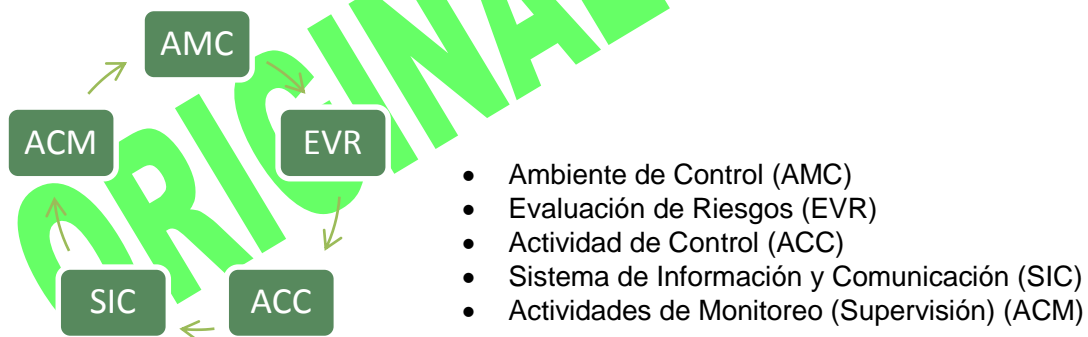 AMC
ACM
EVR
SIC
ACC
ORIGINAL
• Ambiente de Control (AMC)
• Evaluación de Riesgos (EVR)
• Actividad de Control (ACC)
• Sistema de Información y Comunicación (SIC)
• Actividades de Monitoreo (Supervisión) (ACM)